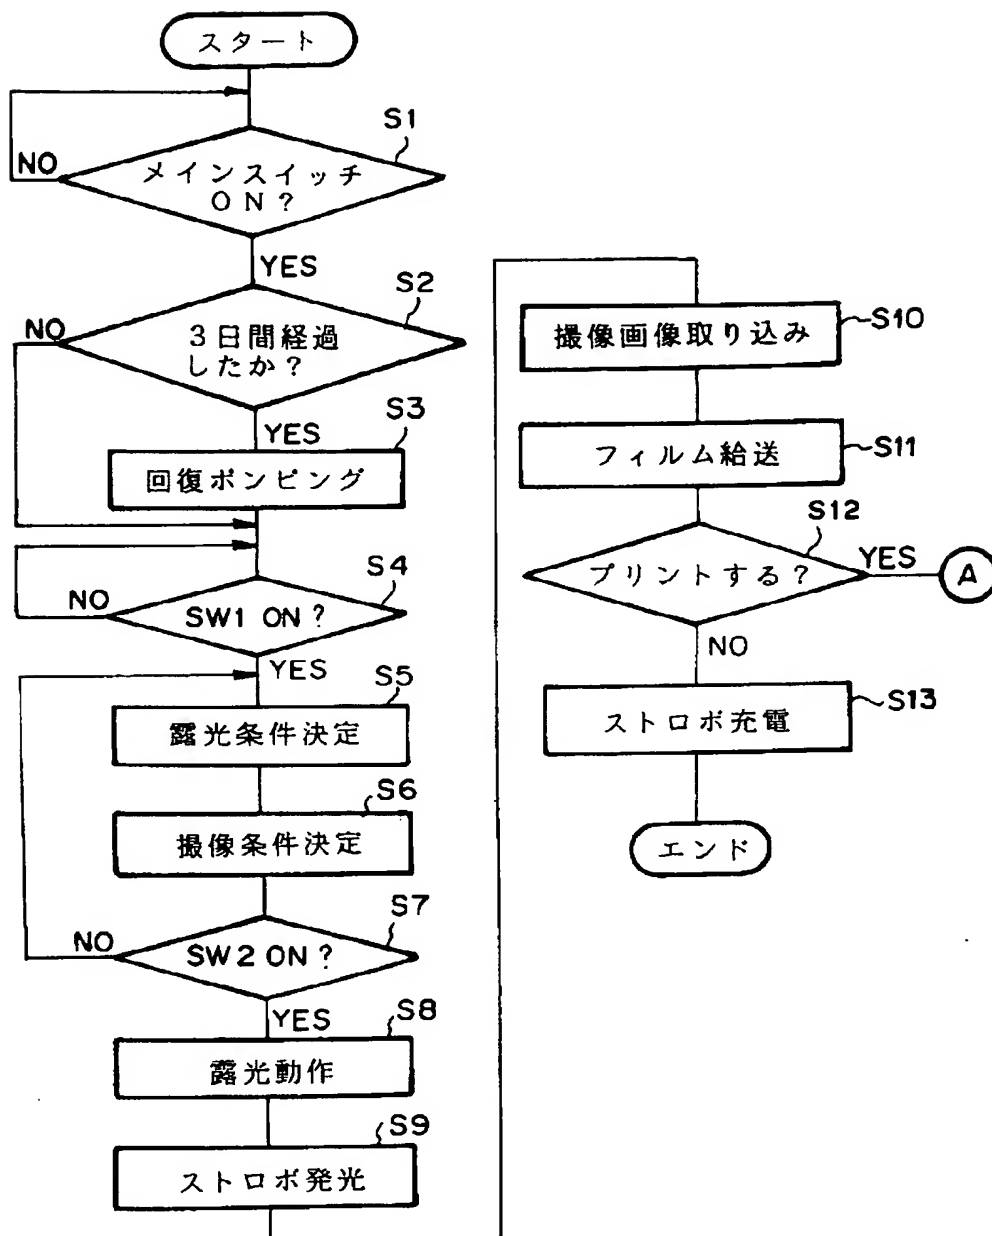 スタート
S1
NO
メインスイッチ
ON?
YES
S2
NO
3日間経過
したか?
S3
YES
回復ポンピング
S4
NO
SW1 ON?
YES
S5
露光条件決定
S6
撮像条件決定
S7
NO
SW2 ON?
YES
S8
露光動作
S9
ストロボ発光
撮像画像取り込み
S10
フィルム給送
S11
S12
プリントする?
YES
A
NO
ストロボ充電
S13
エンド